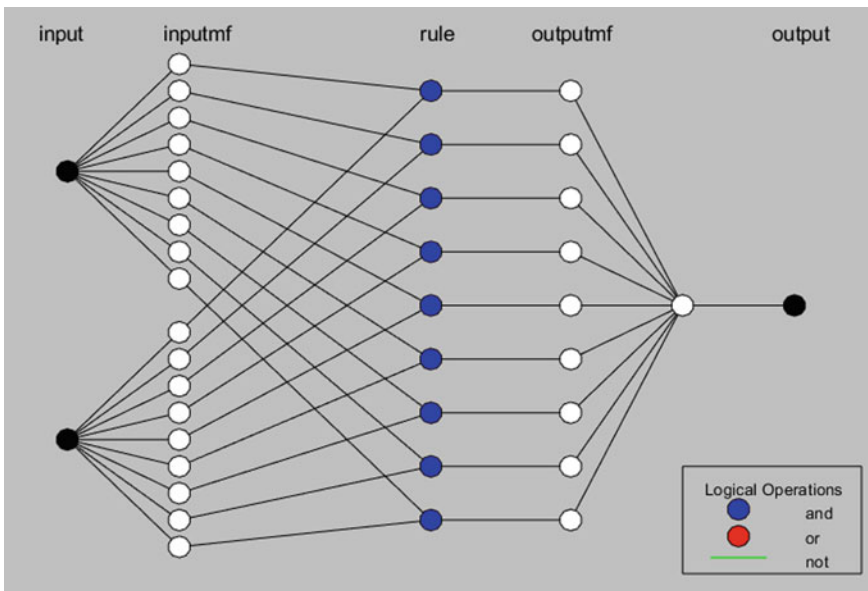 input inputmf rule outputmf output
Logical Operations
and
or
not